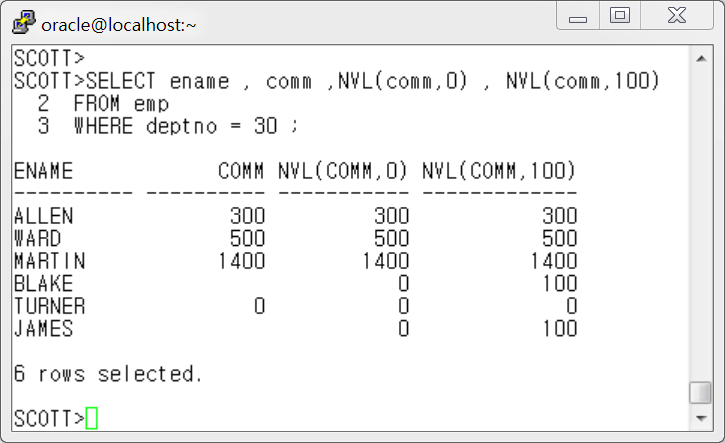 oracle@localhost:~
SCOTT>
SCOTT>SELECT ename , comm ,NVL(comm,0) , NVL(comm,100)
  2  FROM emp
  3  WHERE deptno = 30 ;
ENAME            COMM NVL(COMM,0) NVL(COMM,100)
---------- ---------- ----------- -------------
ALLEN             300         300           300
WARD              500         500           500
MARTIN           1400        1400          1400
BLAKE                           0           100
TURNER              0           0             0
JAMES                           0           100
6 rows selected.
SCOTT>